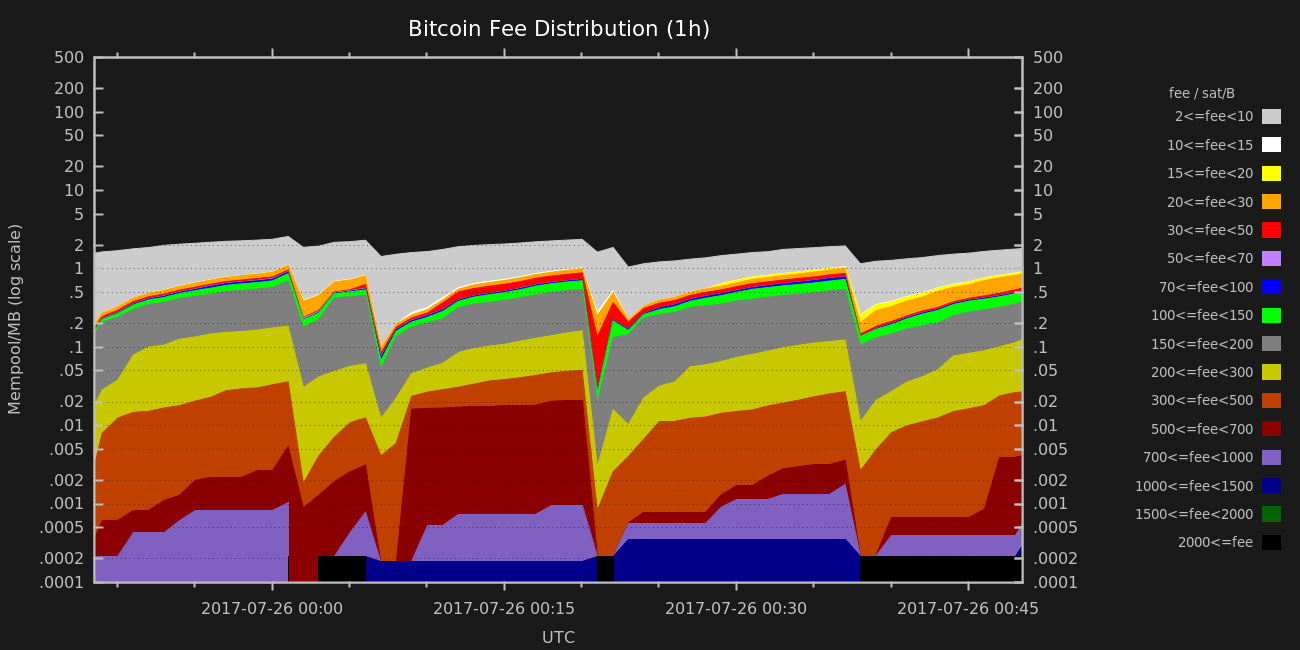 Bitcoin Fee Distribution (1h)
500
200
100
50
20
10
5
2
1
.5
.2
.1
.05
.02
.01
.005
.002
.001
.0005
.0002
.0001
Mempool/MB (log scale)
500
200
100
50
20
10
5
2
1
.5
.2
.1
.05
.02
.01
.005
.002
.001
.0005
.0002
.0001
2017-07-26 00:00 2017-07-26 00:15 2017-07-26 00:30 2017-07-26 00:45
UTC
fee / sat/B
2<=fee<10
10<=fee<15
15<=fee<20
20<=fee<30
30<=fee<50
50<=fee<70
70<=fee<100
100<=fee<150
150<=fee<200
200<=fee<300
300<=fee<500
500<=fee<700
700<=fee<1000
1000<=fee<1500
1500<=fee<2000
2000<=fee